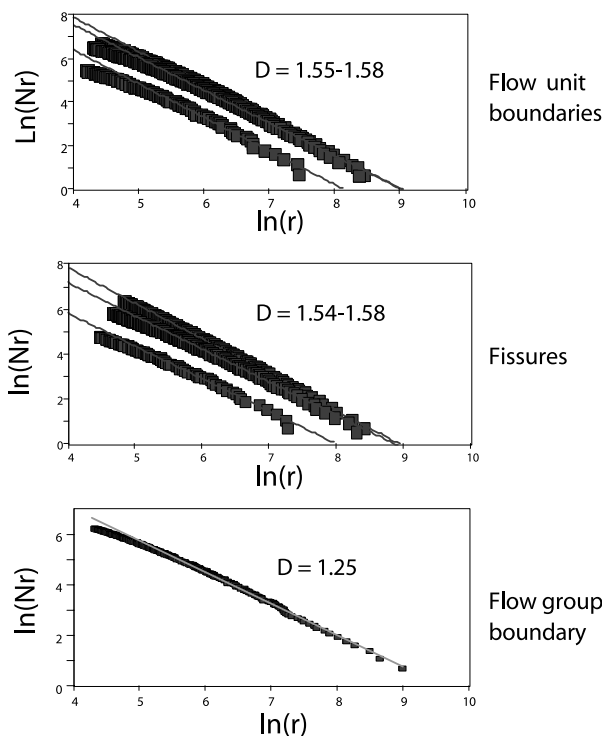 8
6
4
2
0
Ln(Nr)
D = 1.55-1.58
4 5 6 7 8 9 10
ln(r)
Flow unit
boundaries
8
6
4
2
0
ln(Nr)
D = 1.54-1.58
4 5 6 7 8 9 10
ln(r)
Fissures
6
4
2
0
ln(Nr)
D = 1.25
4 5 6 7 8 9 10
ln(r)
Flow group
boundary